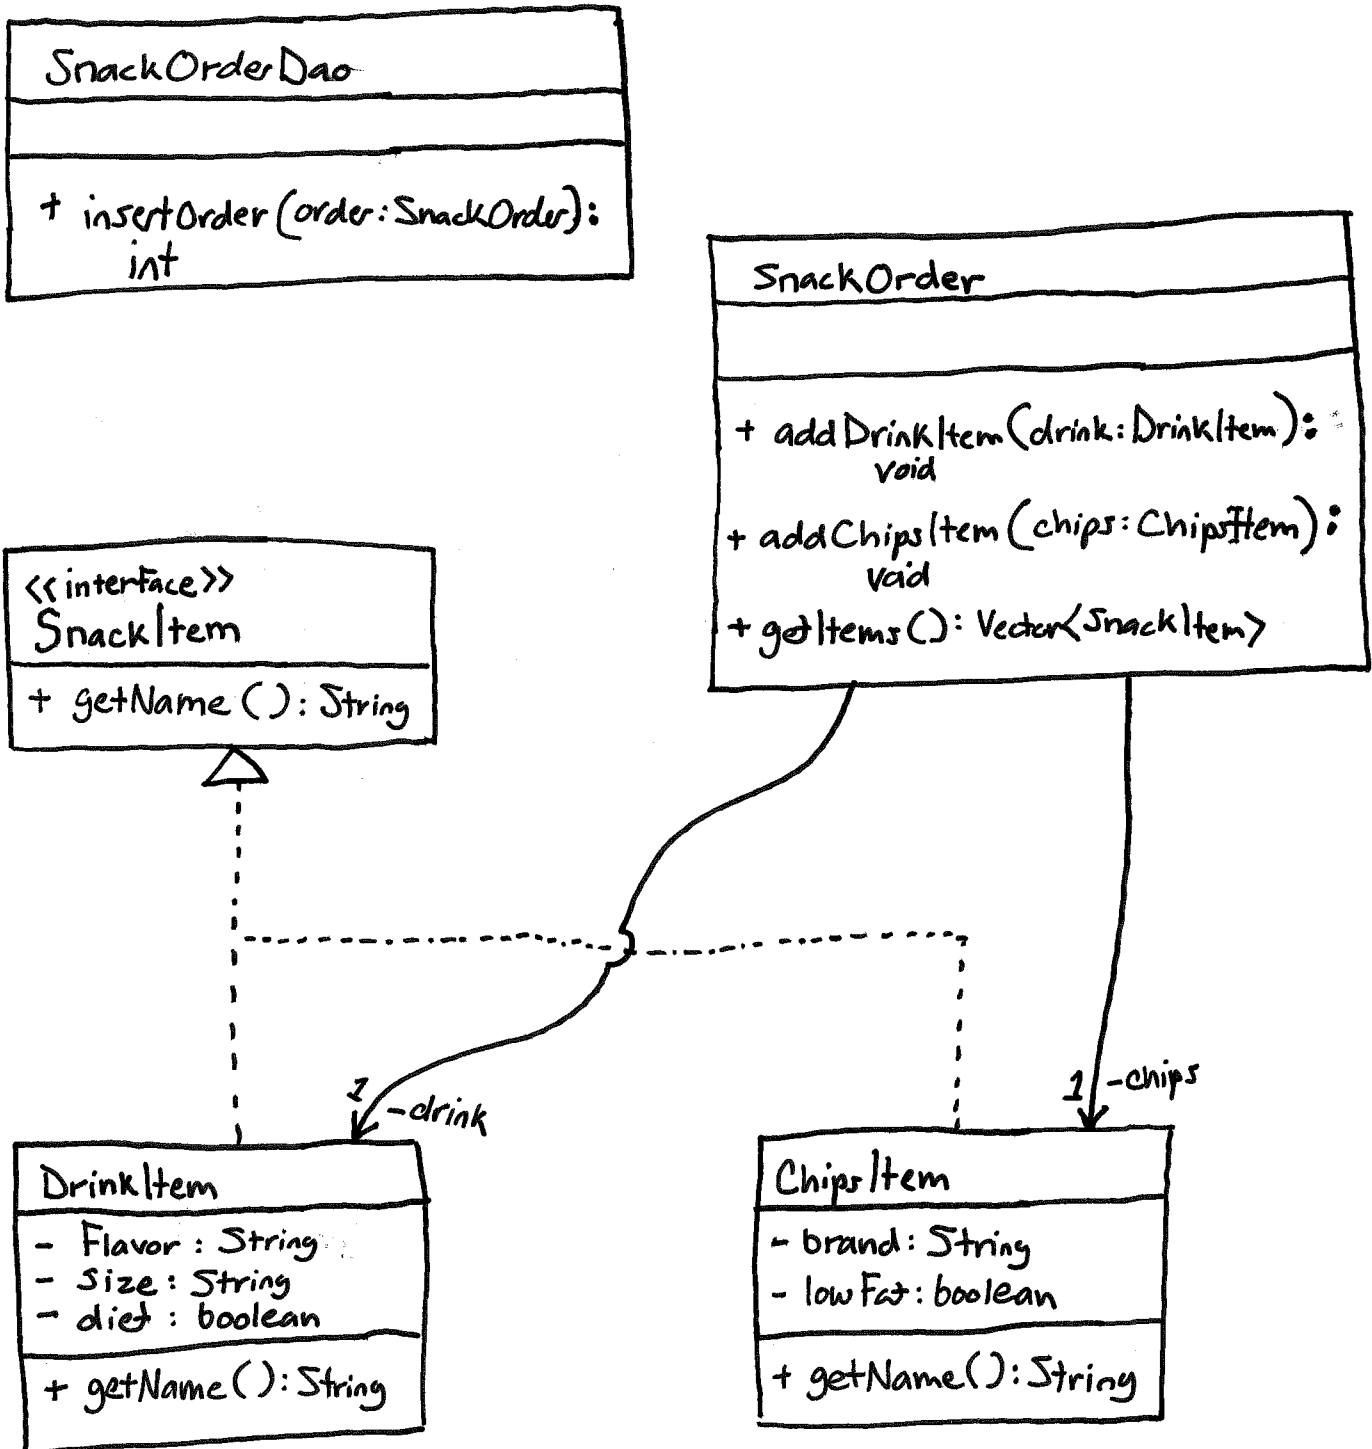 SnackOrderDao
+ insertOrder(order:SnackOrder):
int
SnackOrder
+ addDrinkItem(drink:DrinkItem):
void
+ addChipsItem(chips:ChipsItem):
void
+ getItems():Vector<SnackItem>
<<interface>>
SnackItem
+ getName():String
1
-drink
1
-chips
DrinkItem
- Flavor: String
- size: String
- diet: boolean
+ getName():String
ChipsItem
- brand: String
- lowFat: boolean
+ getName():String